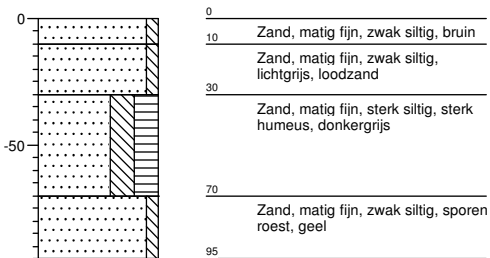 0
-50
0
Zand, matig fijn, zwak siltig, bruin
10
Zand, matig fijn, zwak siltig,
lichtgrijs, loodzand
30
Zand, matig fijn, sterk siltig, sterk
humeus, donkergrijs
70
Zand, matig fijn, zwak siltig, sporen
roest, geel
95